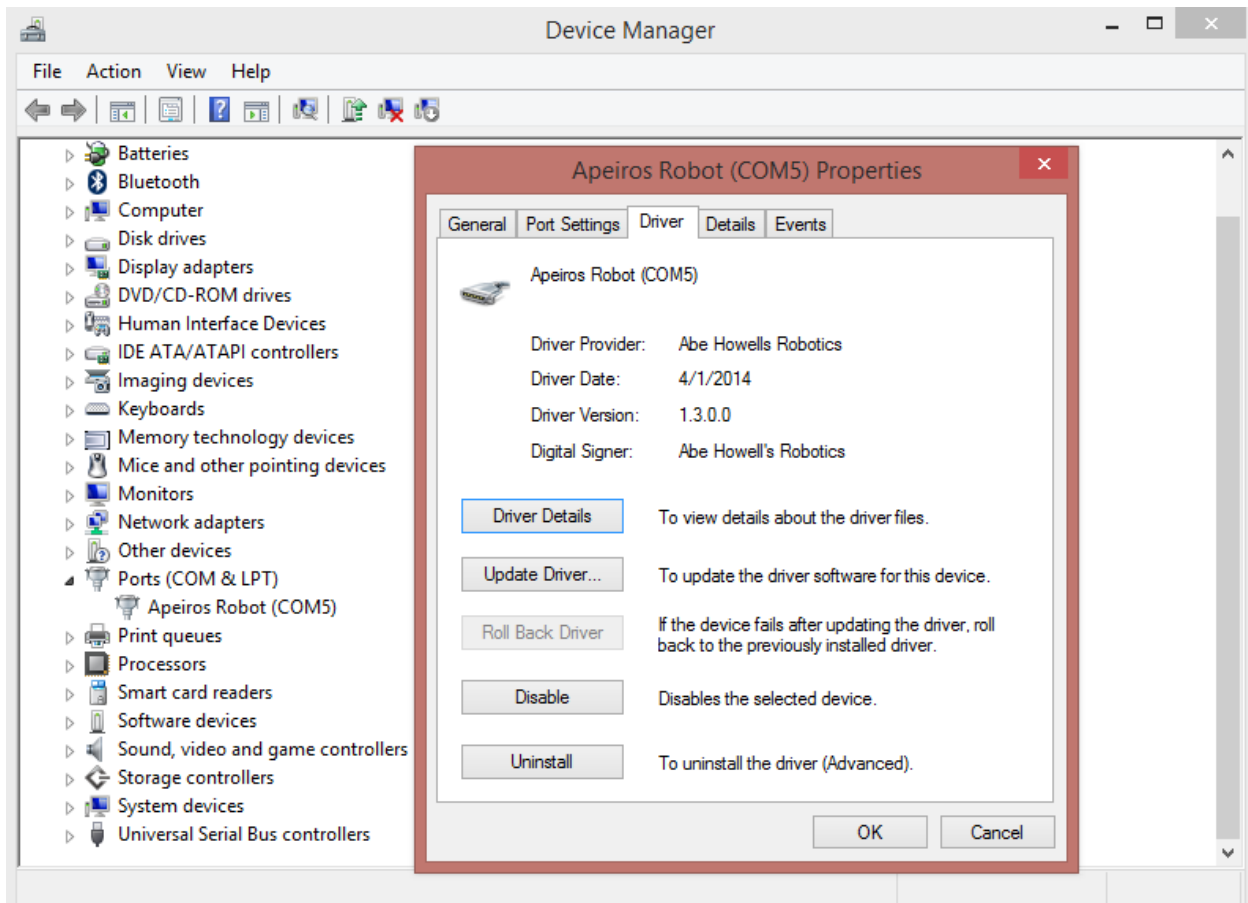 Device Manager
File Action View Help
Batteries
Bluetooth
Computer
Disk drives
Display adapters
DVD/CD-ROM drives
Human Interface Devices
IDE ATA/ATAPI controllers
Imaging devices
Keyboards
Memory technology devices
Mice and other pointing devices
Monitors
Network adapters
Other devices
Ports (COM & LPT)
Apeiros Robot (COM5)
Print queues
Processors
Smart card readers
Software devices
Sound, video and game controllers
Storage controllers
System devices
Universal Serial Bus controllers
Apeiros Robot (COM5) Properties
General Port Settings Driver Details Events
Apeiros Robot (COM5)
Driver Provider: Abe Howells Robotics
Driver Date: 4/1/2014
Driver Version: 1.3.0.0
Digital Signer: Abe Howell's Robotics
Driver Details To view details about the driver files.
Update Driver... To update the driver software for this device.
Roll Back Driver If the device fails after updating the driver, roll
back to the previously installed driver.
Disable Disables the selected device.
Uninstall To uninstall the driver (Advanced).
OK Cancel